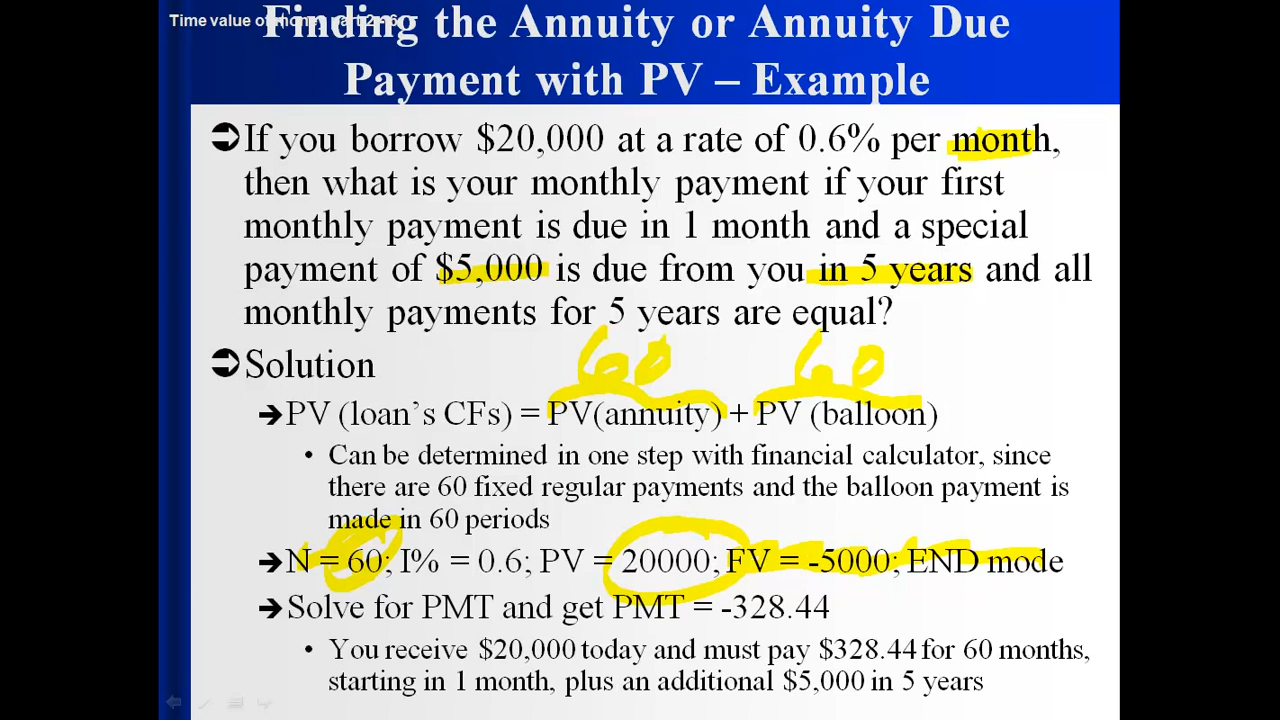 Time value of money part 2 - 6
Finding the Annuity or Annuity Due
Payment with PV – Example
If you borrow $20,000 at a rate of 0.6% per month,
then what is your monthly payment if your first
monthly payment is due in 1 month and a special
payment of $5,000 is due from you in 5 years and all
monthly payments for 5 years are equal?
Solution
60 60
PV (loan’s CFs) = PV(annuity) + PV (balloon)
• Can be determined in one step with financial calculator, since
there are 60 fixed regular payments and the balloon payment is
made in 60 periods
N = 60; I% = 0.6; PV = 20000; FV = -5000; END mode
Solve for PMT and get PMT = -328.44
• You receive $20,000 today and must pay $328.44 for 60 months,
starting in 1 month, plus an additional $5,000 in 5 years